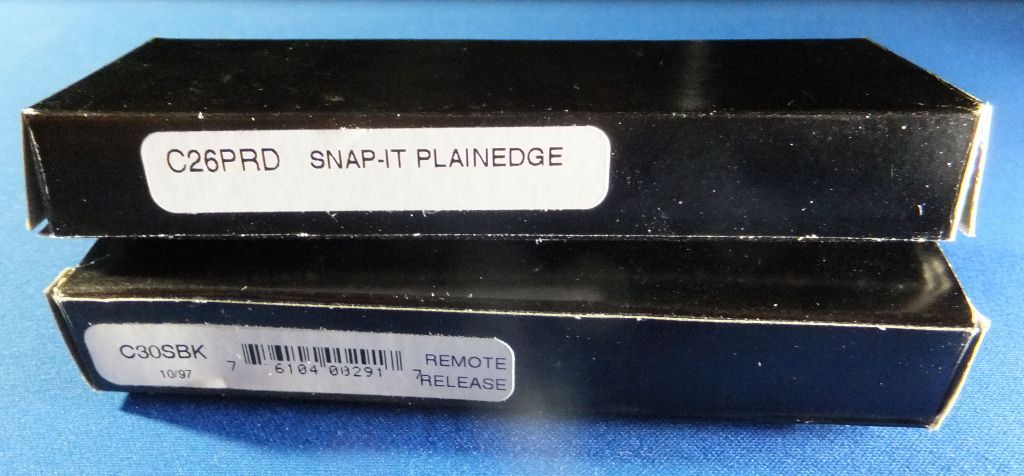 C26PRD SNAP-IT PLAINEDGE
C30SBK
10/97
7 6104 00291 7
REMOTE
RELEASE